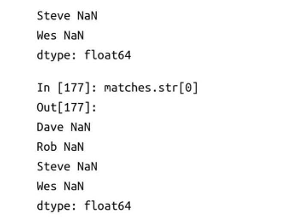 Steve NaN
Wes NaN
dtype: float64
In [177]: matches.str[0]
Out[177]:
Dave NaN
Rob NaN
Steve NaN
Wes NaN
dtype: float64